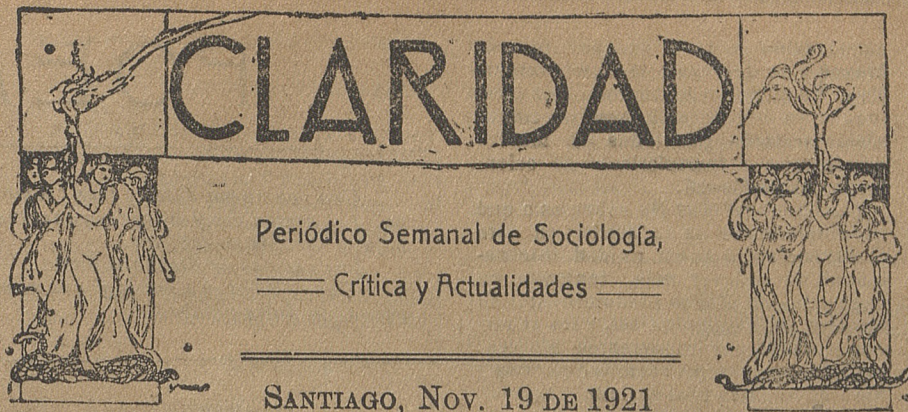 CLARIDAD
Periódico Semanal de Sociología,
Crítica y Actualidades
SANTIAGO, NOV. 19 DE 1921